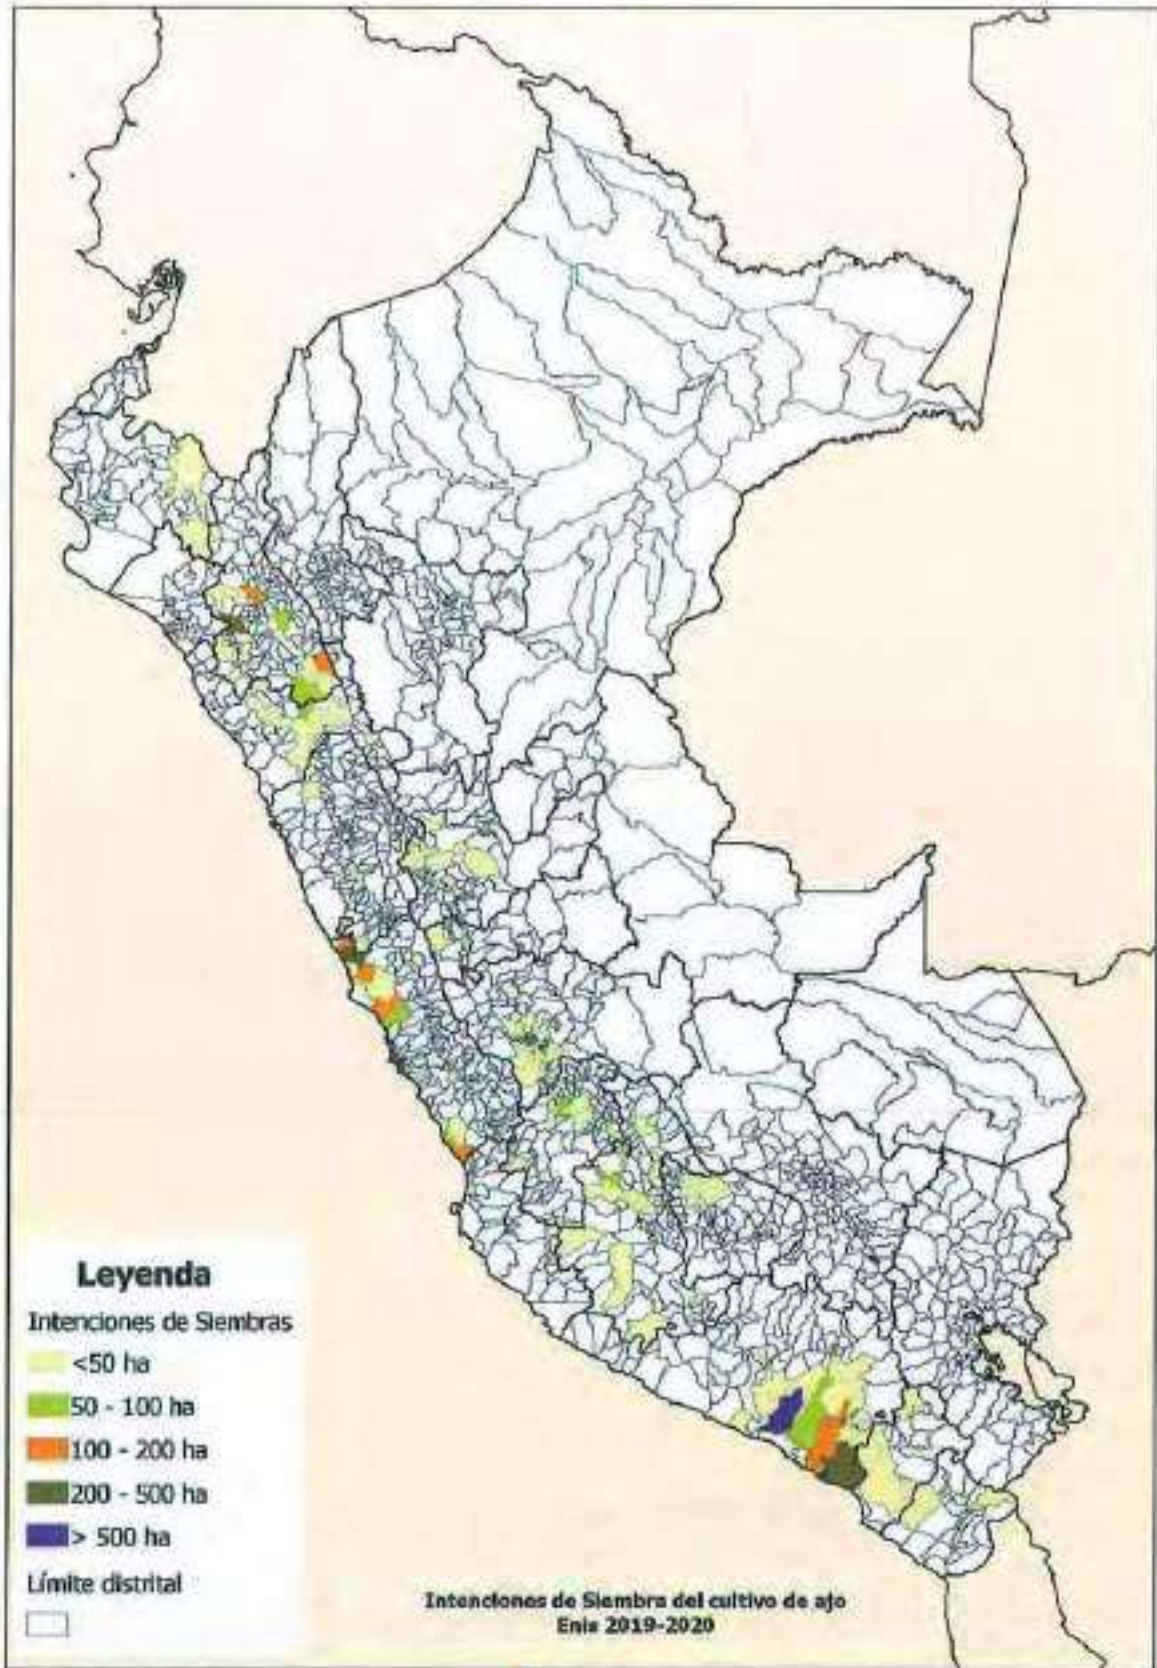 Leyenda
Intenciones de Siembras
<50 ha
50 - 100 ha
100 - 200 ha
200 - 500 ha
> 500 ha
Límite distrital
Intenciones de Siembra del cultivo de ajo
Enis 2019-2020